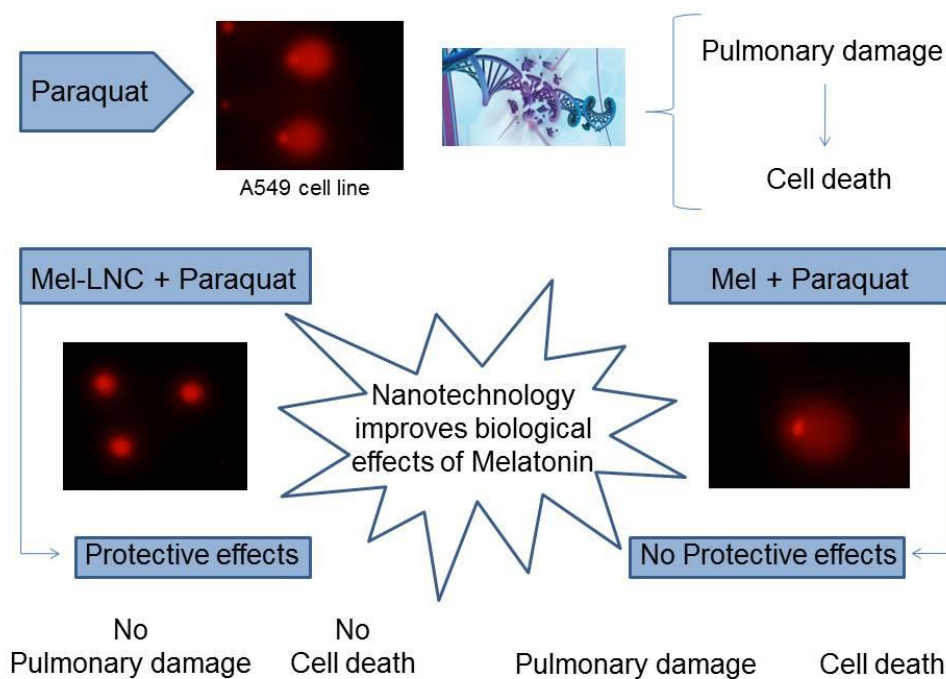 Paraquat
A549 cell line
Pulmonary damage
Cell death
Mel-LNC + Paraquat
Mel + Paraquat
Nanotechnology
improves biological
effects of Melatonin
Protective effects
No Protective effects
No
Pulmonary damage
No
Cell death
Pulmonary damage
Cell death